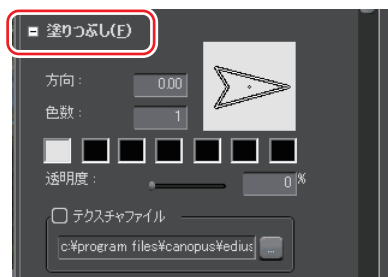 塗りつぶし(F)
方向: 0.00
色数: 1
透明度: 0 %
テクスチャファイル
c:¥program files¥canopus¥edius ...